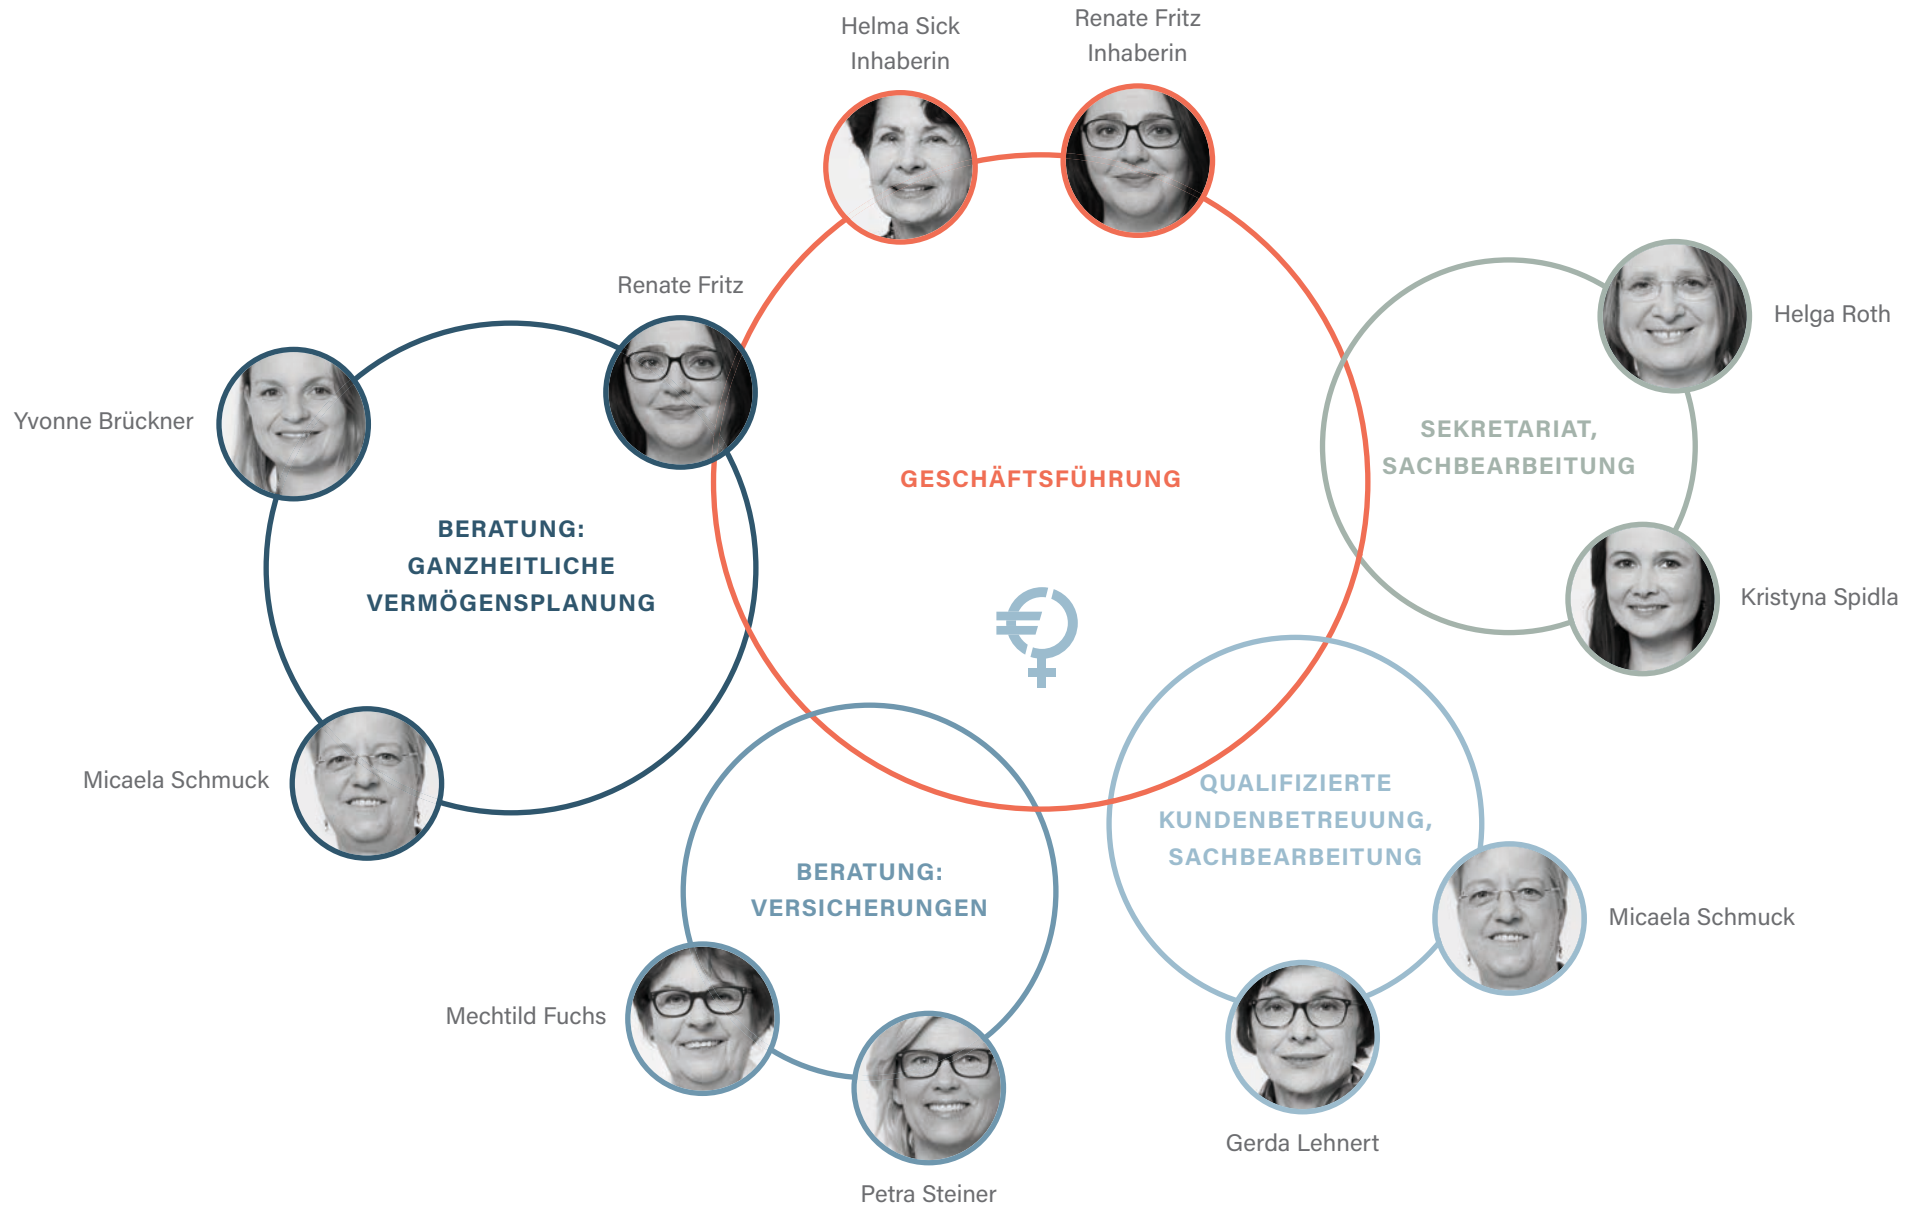 Helma Sick
Inhaberin
Renate Fritz
Inhaberin
Renate Fritz
Yvonne Brückner
Micaela Schmuck
BERATUNG:
GANZHEITLICHE
VERMÖGENSPLANUNG
GESCHÄFTSFÜHRUNG
SEKRETARIAT,
SACHBEARBEITUNG
Helga Roth
Kristyna Spidla
BERATUNG:
VERSICHERUNGEN
Mechtild Fuchs
Petra Steiner
QUALIFIZIERTE
KUNDENBETREUUNG,
SACHBEARBEITUNG
Micaela Schmuck
Gerda Lehnert